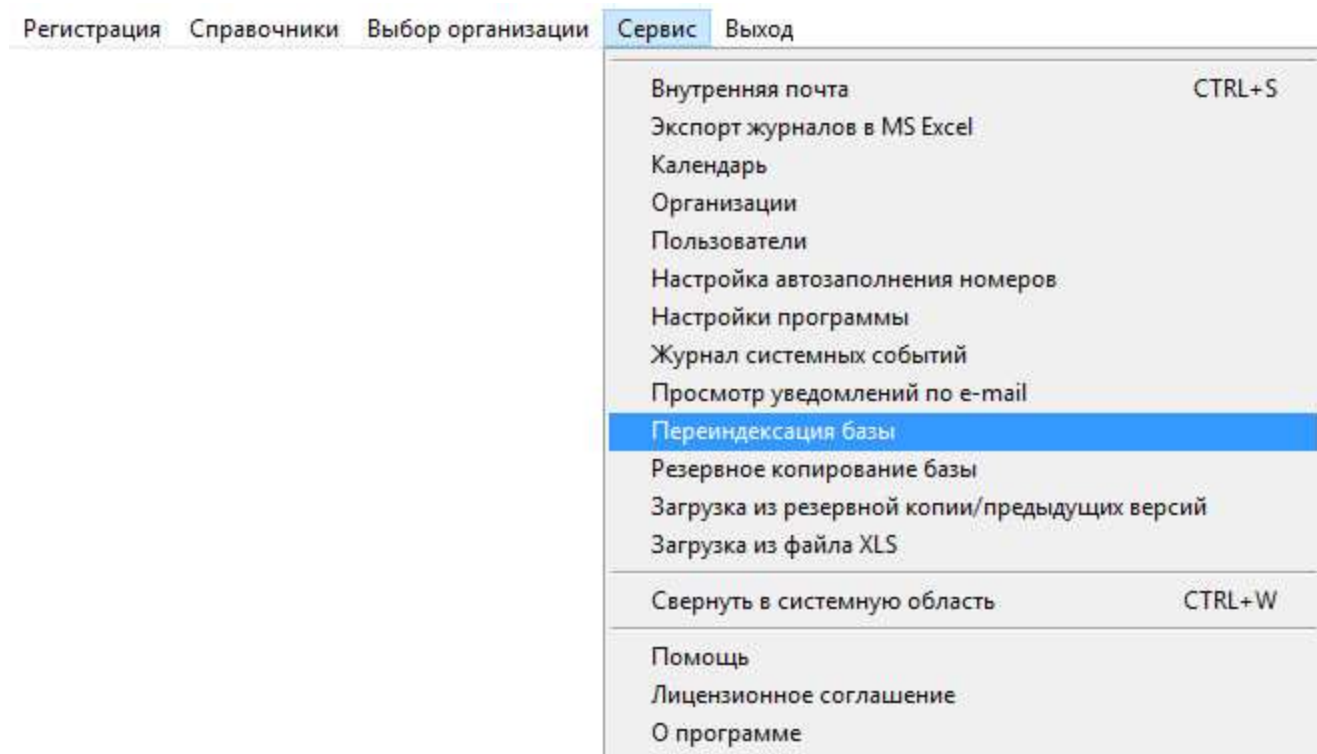 Регистрация Справочники Выбор организации Сервис Выход
Внутренняя почта CTRL+S
Экспорт журналов в MS Excel
Календарь
Организации
Пользователи
Настройка автозаполнения номеров
Настройки программы
Журнал системных событий
Просмотр уведомлений по e-mail
Переиндексация базы
Резервное копирование базы
Загрузка из резервной копии/предыдущих версий
Загрузка из файла XLS
Свернуть в системную область CTRL+W
Помощь
Лицензионное соглашение
О программе